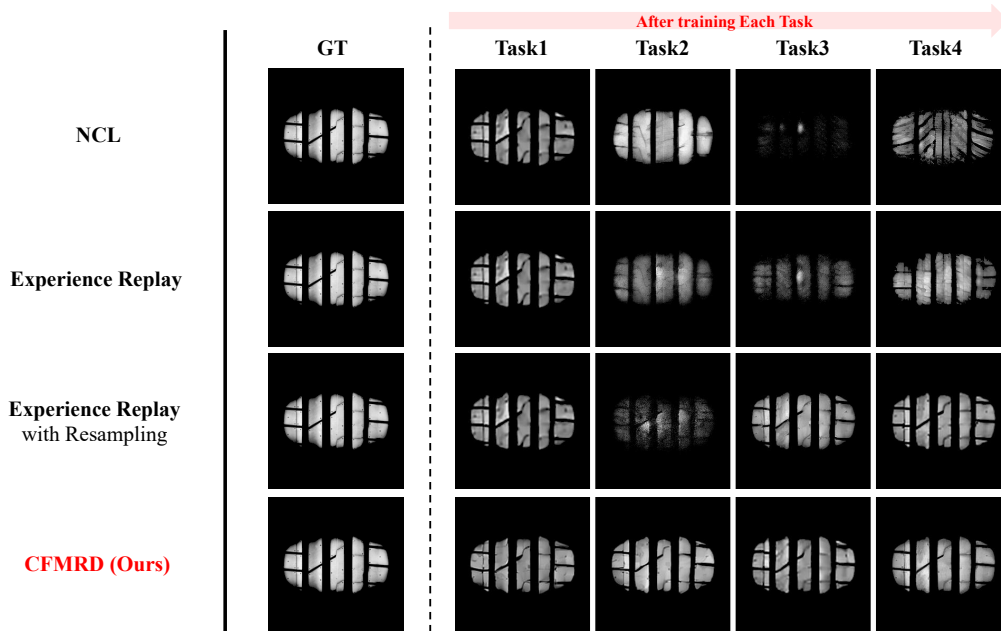 After training Each Task
GT
Task1
Task2
Task3
Task4
NCL
Experience Replay
Experience Replay
with Resampling
CFMRD (Ours)